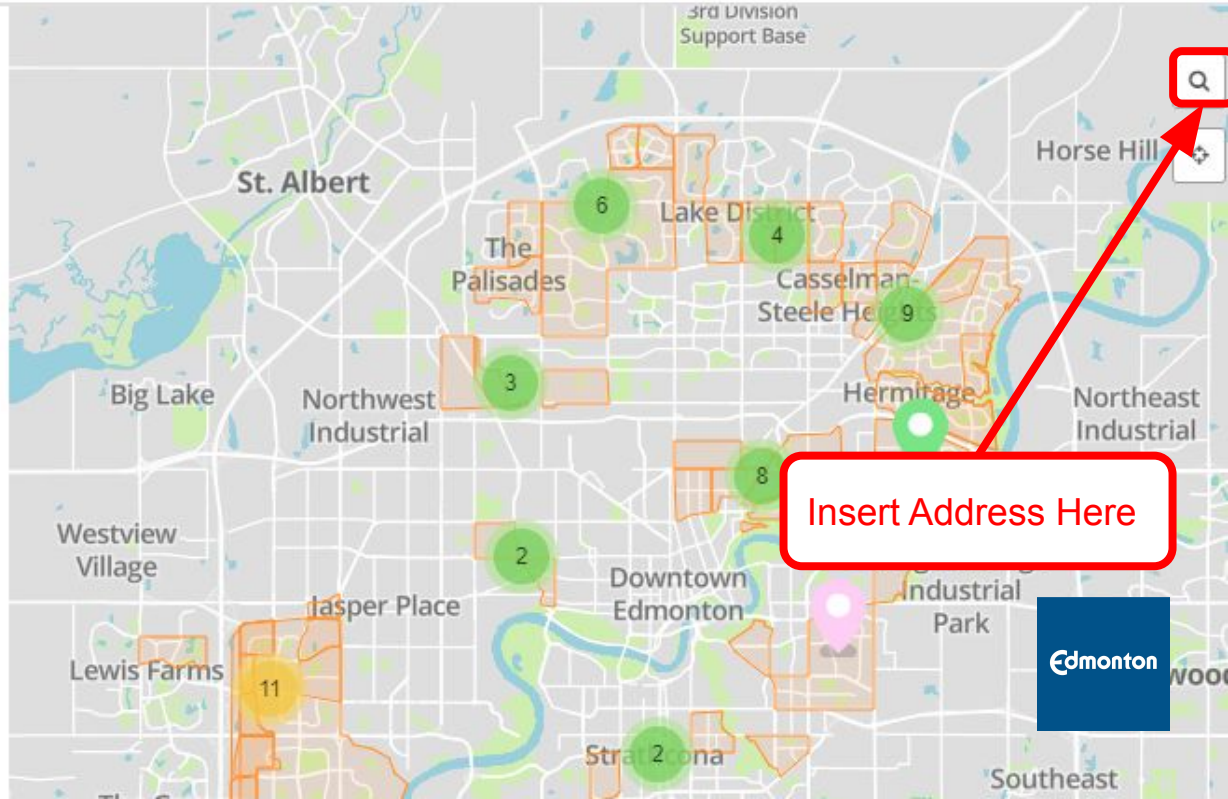 3rd Division
Support Base
Horse Hill
St. Albert
6
Lake District
4
The
Palisades
Casselman-
Steele Heights
9
3
Big Lake
Northwest
Industrial
Hermitage
Northeast
Industrial
8
Insert Address Here
Westview
Village
2
Downtown
Edmonton
Industrial
Park
Jasper Place
Edmonton
Lewis Farms
11
Strathcona
2
Southeast